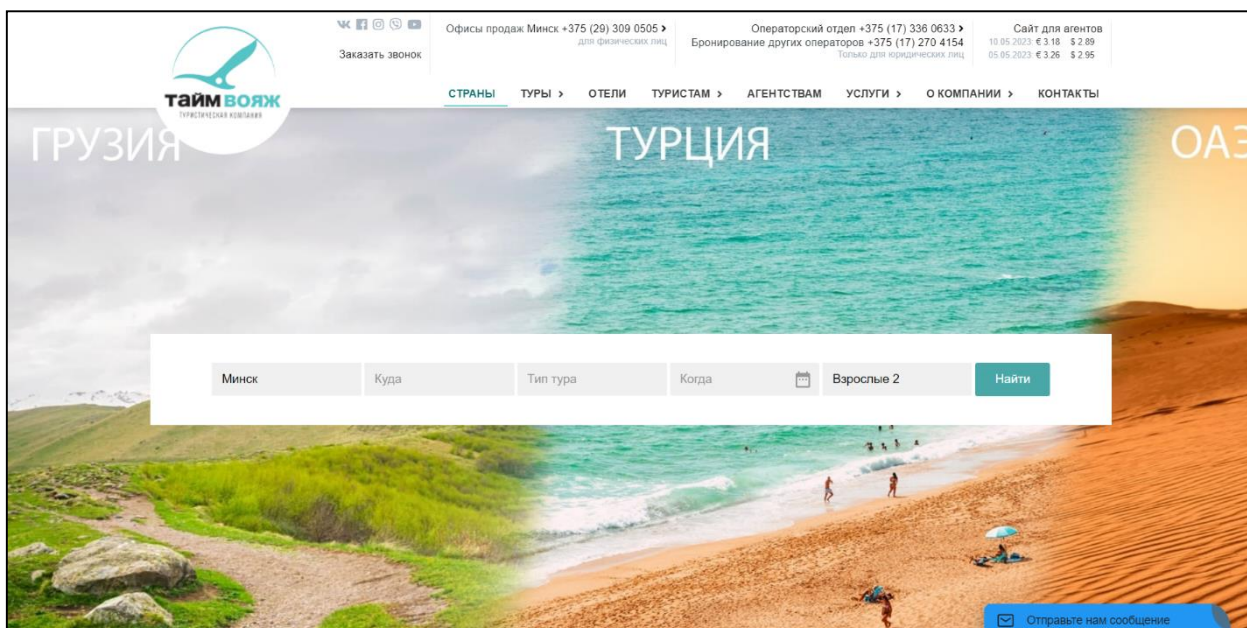 Офисы продаж Минск +375 (29) 309 0505 >
для физических лиц
Операторский отдел +375 (17) 336 0633 >
Бронирование других операторов +375 (17) 270 4154
Только для юридических лиц
Сайт для агентов
10.05.2023: € 3.18 $ 2.89
05.05.2023: € 3.26 $ 2.95
Заказать звонок
ТАЙМ ВОЯЖ
ТУРИСТИЧЕСКАЯ КОМПАНИЯ
СТРАНЫ ТУРЫ > ОТЕЛИ ТУРИСТАМ > АГЕНТСТВАМ УСЛУГИ > О КОМПАНИИ > КОНТАКТЫ
ГРУЗИЯ ТУРЦИЯ ОАЭ
Минск Куда Тип тура Когда Взрослые 2 Найти
Отправьте нам сообщение